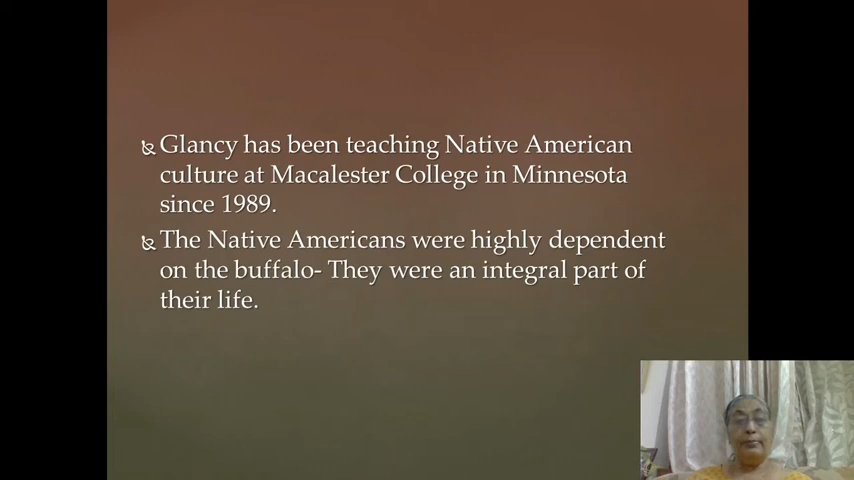 Glancy has been teaching Native American
culture at Macalester College in Minnesota
since 1989.
The Native Americans were highly dependent
on the buffalo- They were an integral part of
their life.